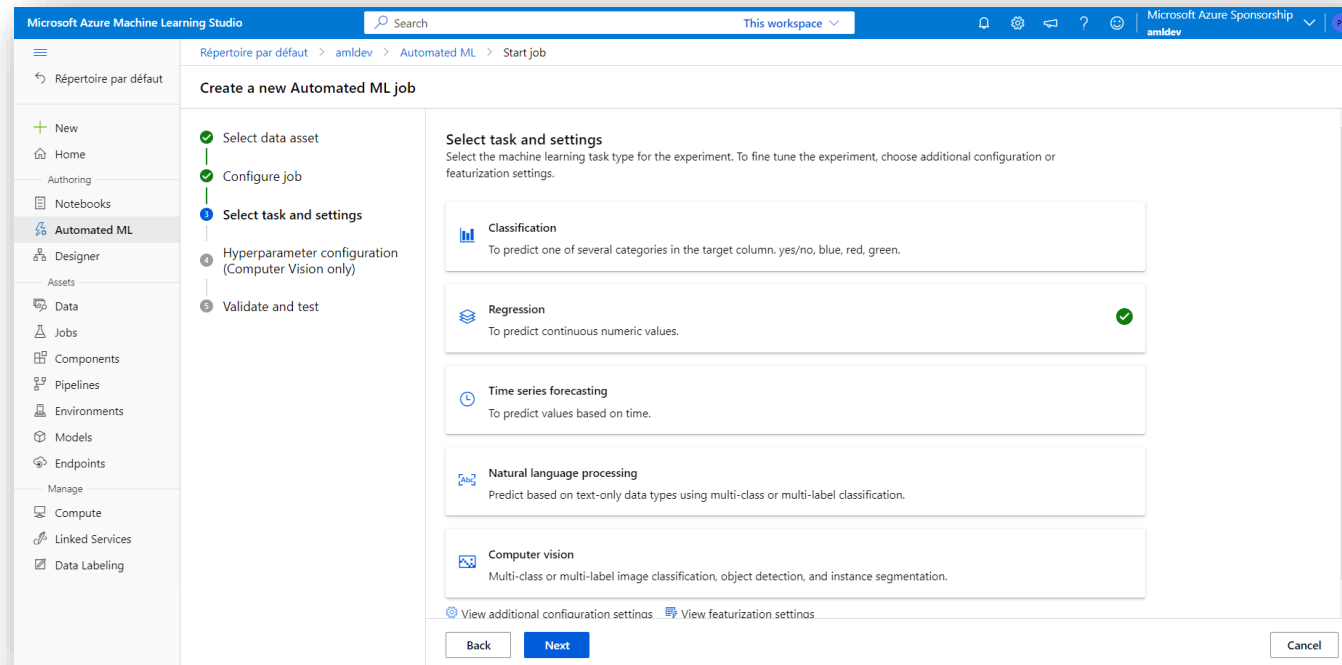 Microsoft Azure Machine Learning Studio
Search
This workspace
Microsoft Azure Sponsorship
amldev
Répertoire par défaut > amldev > Automated ML > Start job
Répertoire par défaut
Create a new Automated ML job
New
Home
Authoring
Notebooks
Automated ML
Designer
Assets
Data
Jobs
Components
Pipelines
Environments
Models
Endpoints
Manage
Compute
Linked Services
Data Labeling
Select data asset
Configure job
3 Select task and settings
4 Hyperparameter configuration
(Computer Vision only)
5 Validate and test
Select task and settings
Select the machine learning task type for the experiment. To fine tune the experiment, choose additional configuration or
featurization settings.
Classification
To predict one of several categories in the target column. yes/no, blue, red, green.
Regression
To predict continuous numeric values.
Time series forecasting
To predict values based on time.
Abc
Natural language processing
Predict based on text-only data types using multi-class or multi-label classification.
Computer vision
Multi-class or multi-label image classification, object detection, and instance segmentation.
View additional configuration settings View featurization settings
Back Next Cancel